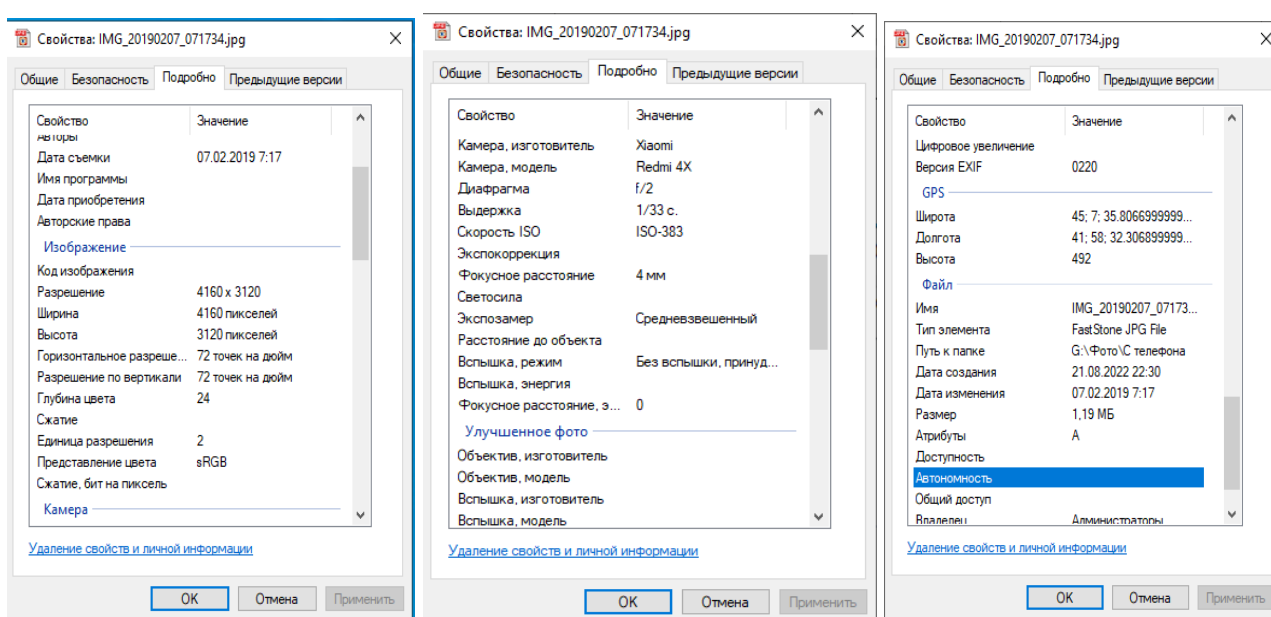 Свойства: IMG_20190207_071734.jpg
Общие Безопасность Подробно Предыдущие версии
Свойство Значение
Авторы
Дата съемки 07.02.2019 7:17
Имя программы
Дата приобретения
Авторские права
Изображение
Код изображения
Разрешение 4160 x 3120
Ширина 4160 пикселей
Высота 3120 пикселей
Горизонтальное разреше... 72 точек на дюйм
Разрешение по вертикали 72 точек на дюйм
Глубина цвета 24
Сжатие
Единица разрешения 2
Представление цвета sRGB
Сжатие, бит на пиксель
Камера
Удаление свойств и личной информации
OK Отмена Применить
Свойства: IMG_20190207_071734.jpg
Общие Безопасность Подробно Предыдущие версии
Свойство Значение
Камера, изготовитель Xiaomi
Камера, модель Redmi 4X
Диафрагма f/2
Выдержка 1/33 с.
Скорость ISO ISO-383
Экспокоррекция
Фокусное расстояние 4 мм
Светосила
Экспозамер Средневзвешенный
Расстояние до объекта
Вспышка, режим Без вспышки, принуд...
Вспышка, энергия
Фокусное расстояние, э... 0
Улучшенное фото
Объектив, изготовитель
Объектив, модель
Вспышка, изготовитель
Вспышка, модель
Удаление свойств и личной информации
OK Отмена Применить
Свойства: IMG_20190207_071734.jpg
Общие Безопасность Подробно Предыдущие версии
Свойство Значение
Цифровое увеличение
Версия EXIF 0220
GPS
Широта 45; 7; 35.8066999999...
Долгота 41; 58; 32.306899999...
Высота 492
Файл
Имя IMG_20190207_07173...
Тип элемента FastStone JPG File
Путь к папке G:\Фото\С телефона
Дата создания 21.08.2022 22:30
Дата изменения 07.02.2019 7:17
Размер 1,19 МБ
Атрибуты A
Доступность
Автономность
Общий доступ
Владелец Администраторы
Удаление свойств и личной информации
OK Отмена Применить